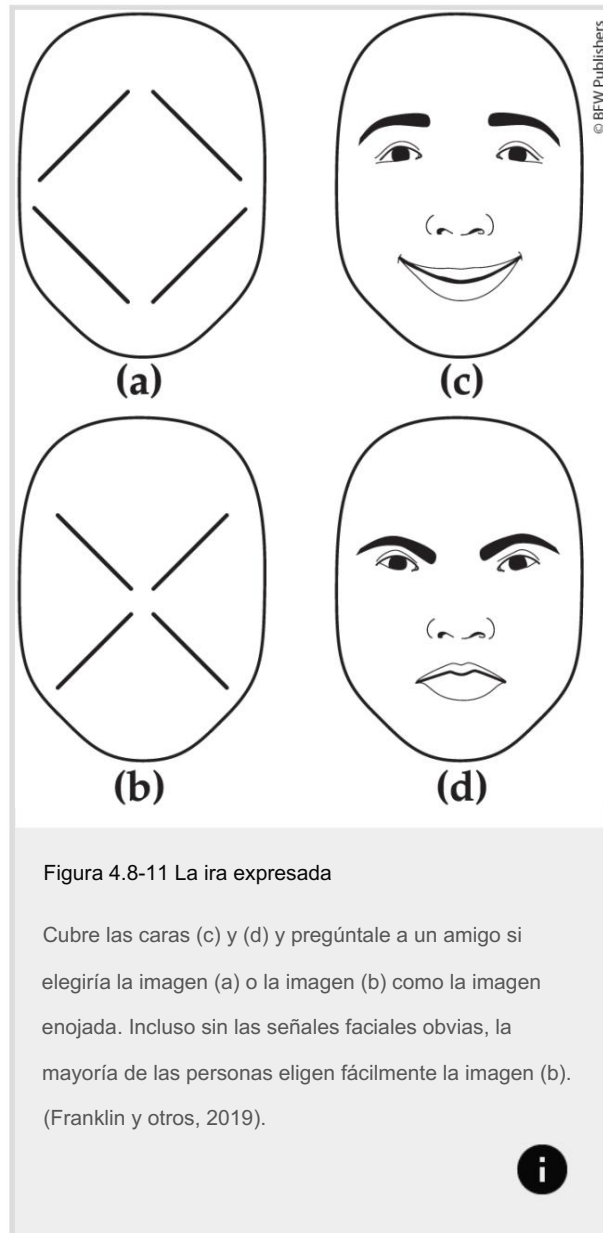 © BFW Publishers
(a)
(c)
(b)
(d)
Figura 4.8-11 La ira expresada
Cubre las caras (c) y (d) y pregúntale a un amigo si
elegiría la imagen (a) o la imagen (b) como la imagen
enojada. Incluso sin las señales faciales obvias, la
mayoría de las personas eligen fácilmente la imagen (b).
(Franklin y otros, 2019).
i